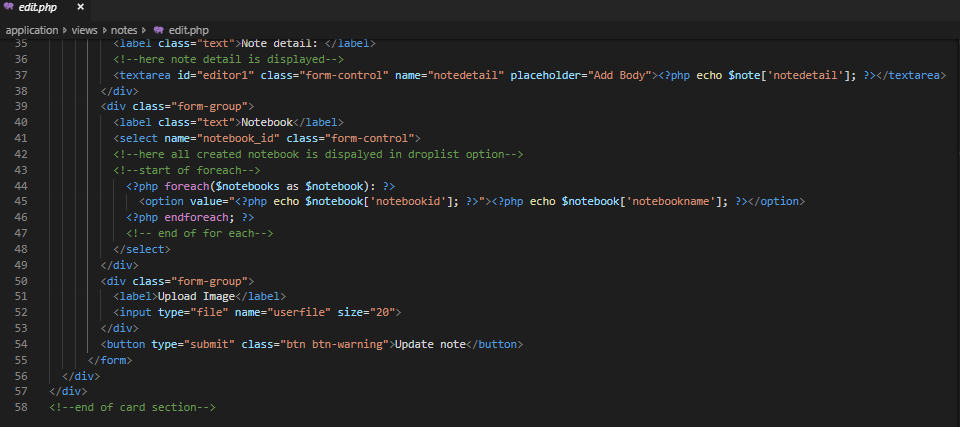 edit.php ×
application > views > notes > edit.php
35 <label class="text">Note detail: </label>
36 <!--here note detail is displayed-->
37 <textarea id="editor1" class="form-control" name="notedetail" placeholder="Add Body"><?php echo $note['notedetail']; ?></textarea>
38 </div>
39 <div class="form-group">
40 <label class="text">Notebook</label>
41 <select name="notebook_id" class="form-control">
42 <!--here all created notebook is dispalyed in droplist option-->
43 <!--start of foreach-->
44 <?php foreach($notebooks as $notebook): ?>
45 <option value="<?php echo $notebook['notebookid']; ?>"><?php echo $notebook['notebookname']; ?></option>
46 <?php endforeach; ?>
47 <!-- end of for each-->
48 </select>
49 </div>
50 <div class="form-group">
51 <label>Upload Image</label>
52 <input type="file" name="userfile" size="20">
53 </div>
54 <button type="submit" class="btn btn-warning">Update note</button>
55 </form>
56 </div>
57 </div>
58 <!--end of card section-->